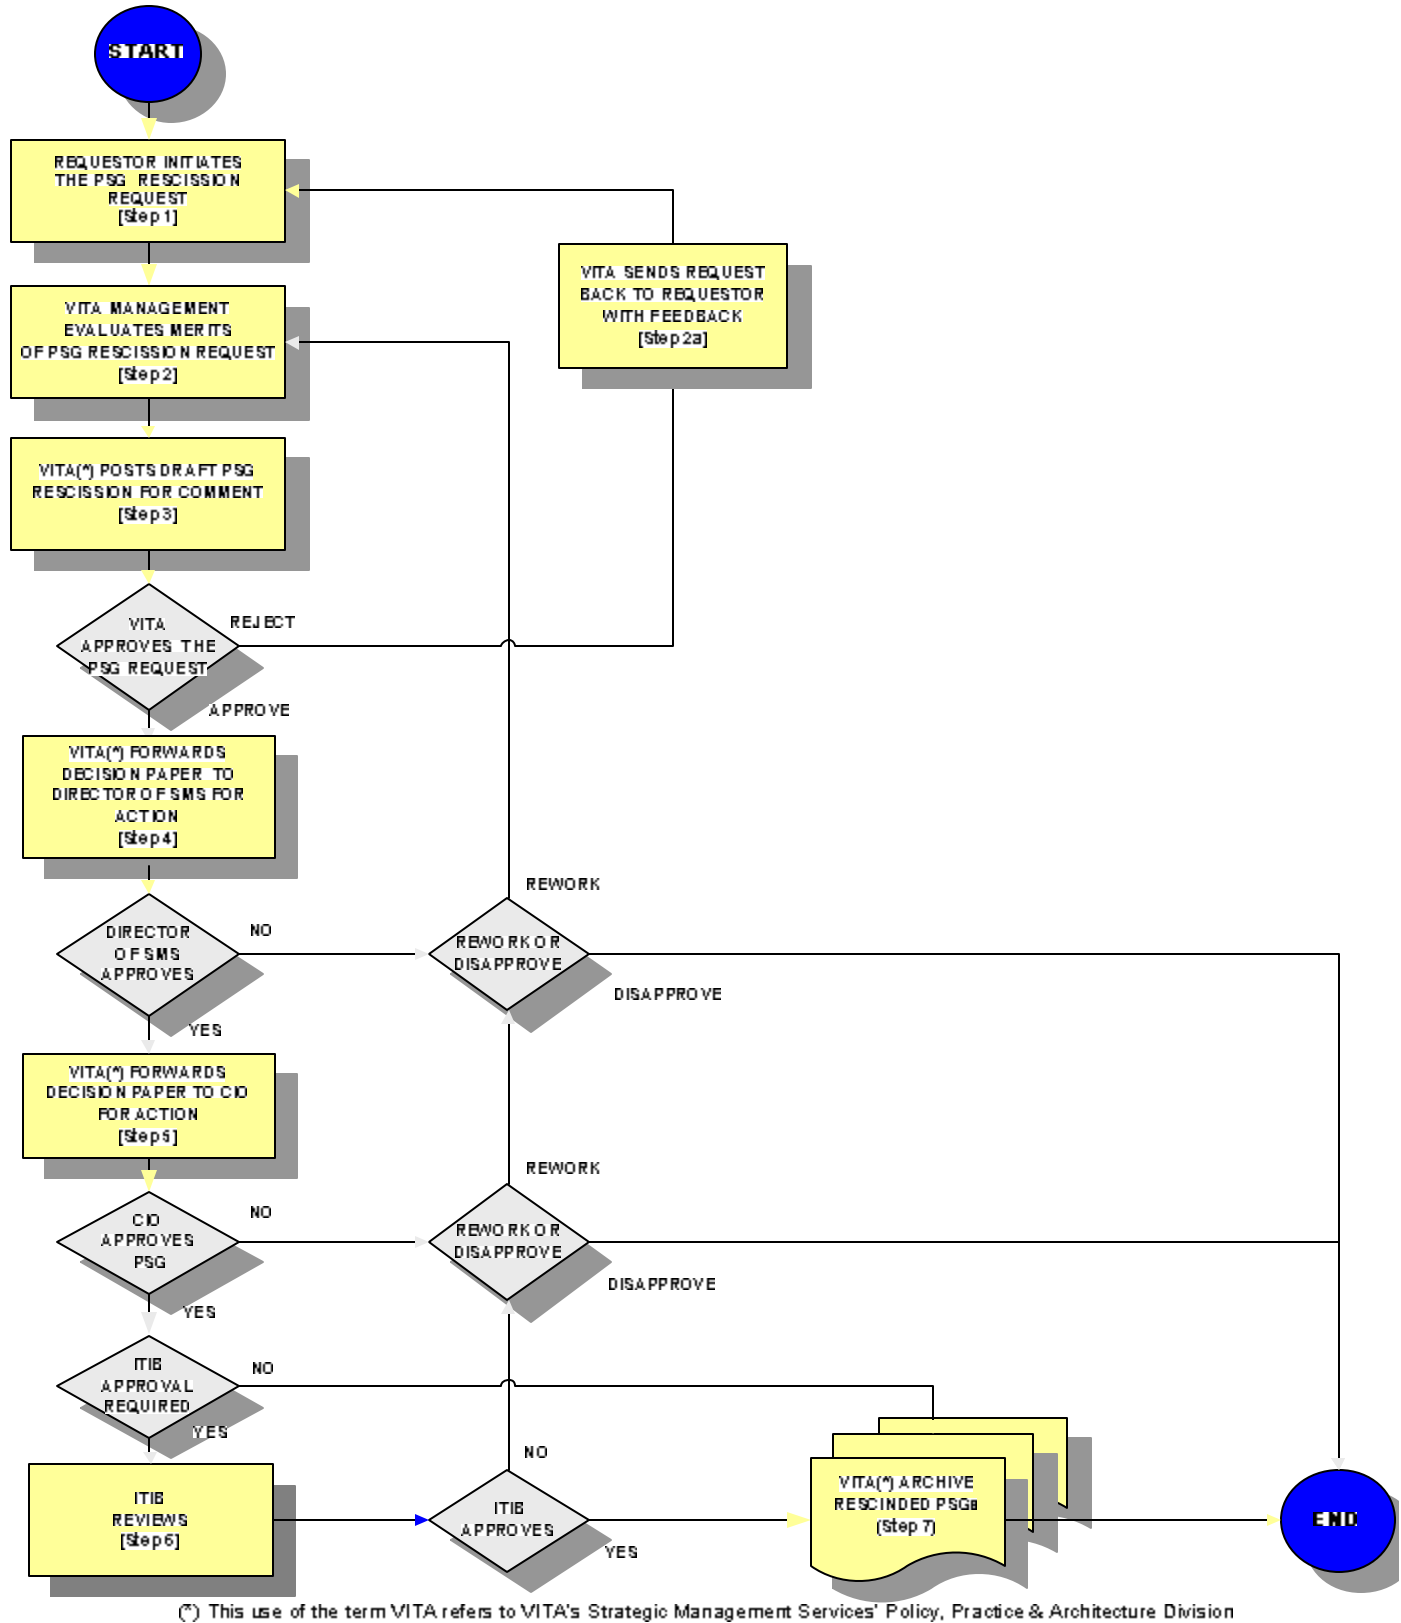 START
REQUESTOR INITIATES
THE PSG RESCISSION
REQUEST
[Step 1]
VITA SENDS REQUEST
BACK TO REQUESTOR
WITH FEEDBACK
[Step 2a]
VITA MANAGEMENT
EVALUATES MERITS
OF PSG RESCISSION REQUEST
[Step 2]
VITA(*) POSTS DRAFT PSG
RESCISSION FOR COMMENT
[Step 3]
VITA
APPROVES THE
PSG REQUEST
REJECT
APPROVE
VITA(*) FORWARDS
DECISION PAPER TO
DIRECTOR OF SMS FOR
ACTION
[Step 4]
DIRECTOR
OF SMS
APPROVES
NO
YES
REWORK
REWORK OR
DISAPPROVE
DISAPPROVE
VITA(*) FORWARDS
DECISION PAPER TO CIO
FOR ACTION
[Step 5]
CIO
APPROVES
PSG
NO
YES
REWORK
REWORK OR
DISAPPROVE
DISAPPROVE
ITIB
APPROVAL
REQUIRED
NO
YES
ITIB
REVIEWS
[Step 6]
NO
ITIB
APPROVES
YES
VITA(*) ARCHIVE
RESCINDED PSGs
(Step 7)
END
(*) This use of the term VITA refers to VITA's Strategic Management Services' Policy, Practice & Architecture Division